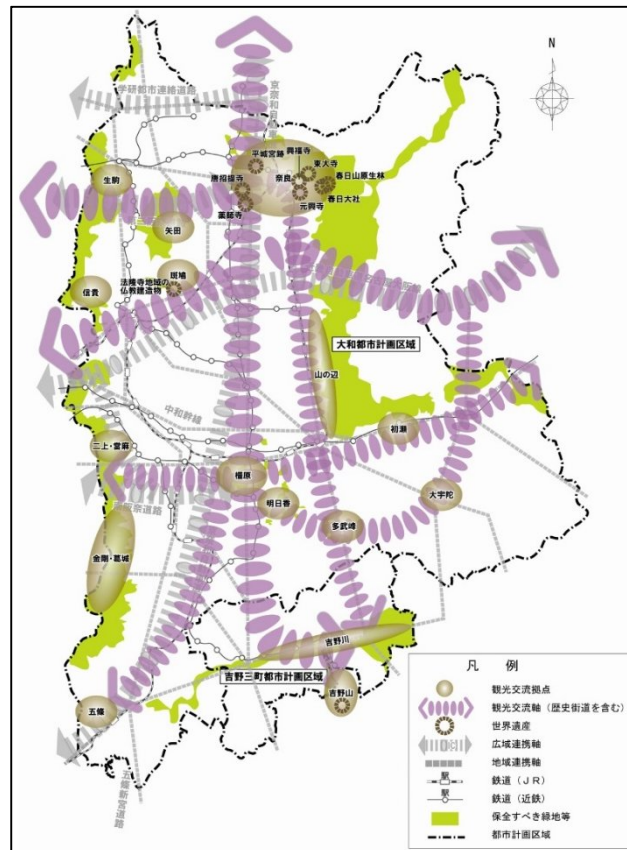 N
学研都市連絡道路
京奈和自動車
平城宮跡
興福寺
東大寺
唐招提寺
奈良
春日山原生林
生駒
薬師寺
元興寺
春日大社
矢田
斑鳩
信貴
法隆寺地域の
仏教建造物
大和都市計画区域
山の辺
中和幹線
初瀬
二上・當麻
橿原
大宇陀
明日香
多武峰
金剛・葛城
吉野川
吉野三町都市計画区域
吉野山
五條
五條新宮道路
凡 例
観光交流拠点
観光交流軸（歴史街道を含む）
世界遺産
広域連携軸
地域連携軸
駅
鉄道（ＪＲ）
駅
鉄道（近鉄）
保全すべき緑地等
都市計画区域